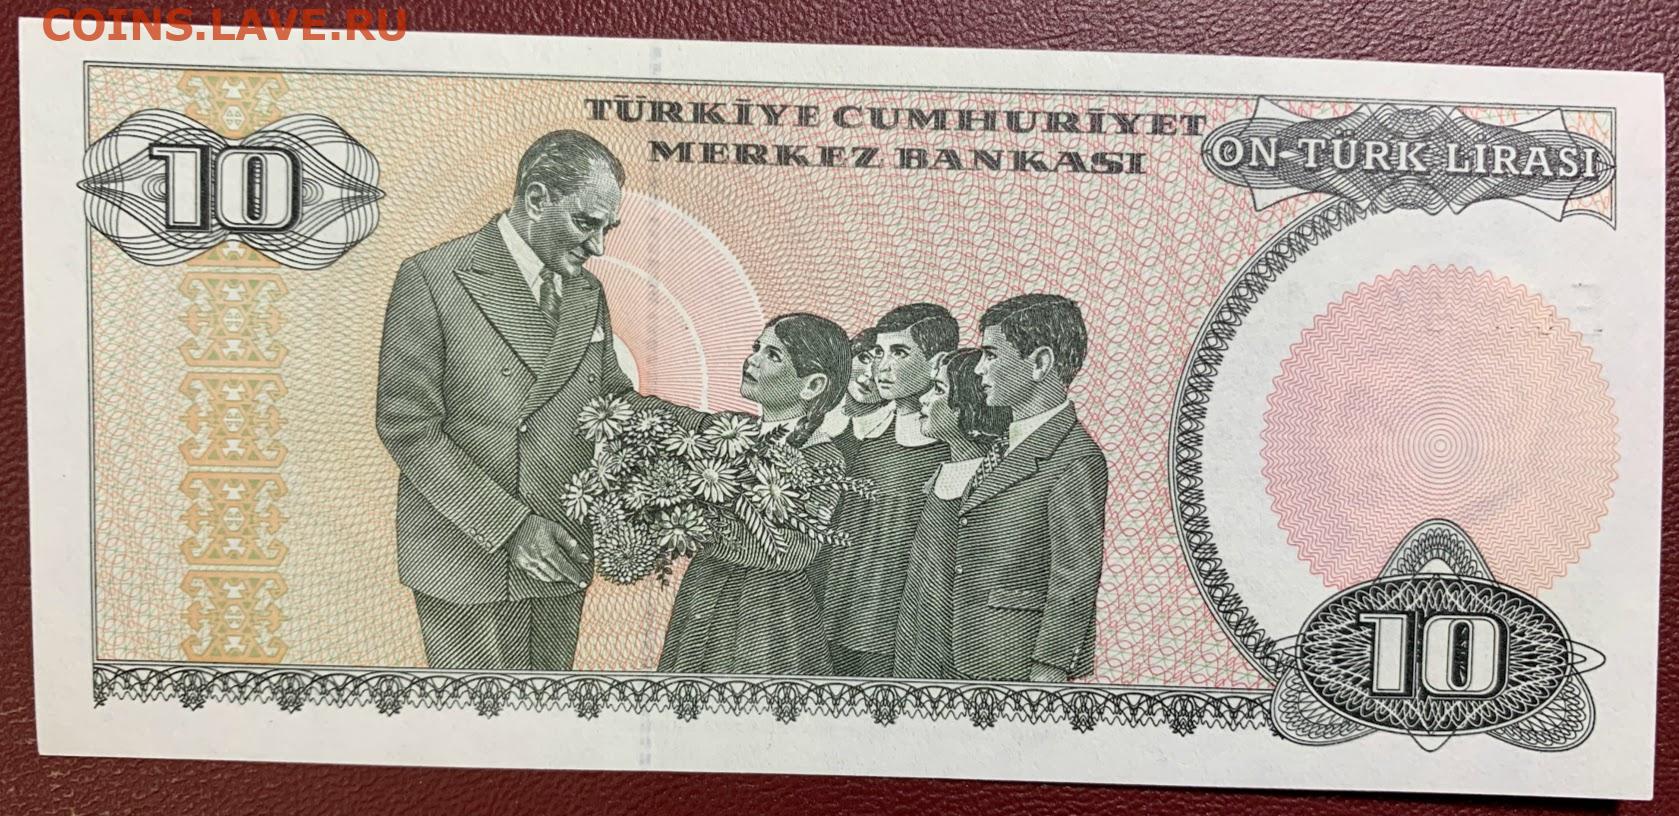 COINS.LAVE.RU
TÜRKİYE CUMHURİYET
MERKEZ BANKASI
10
ON-TÜRK LİRASI
10